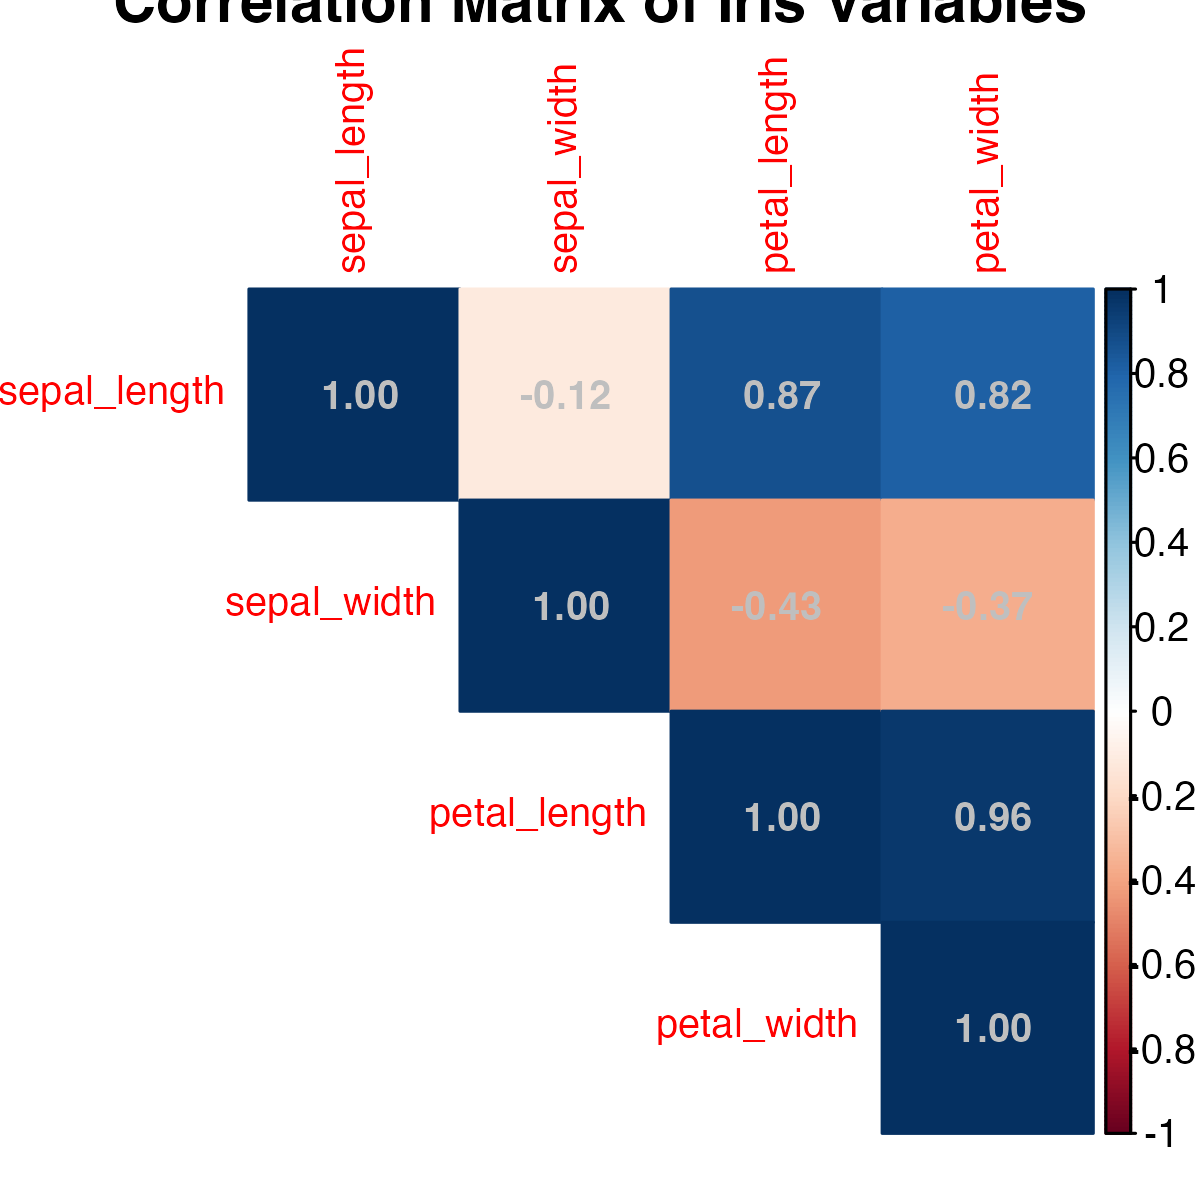 Correlation Matrix of Iris Variables
sepal_length
sepal_width
petal_length
petal_width
sepal_length 1.00 -0.12 0.87 0.82
sepal_width 1.00 -0.43 -0.37
petal_length 1.00 0.96
petal_width 1.00
1
0.8
0.6
0.4
0.2
0
-0.2
-0.4
-0.6
-0.8
-1